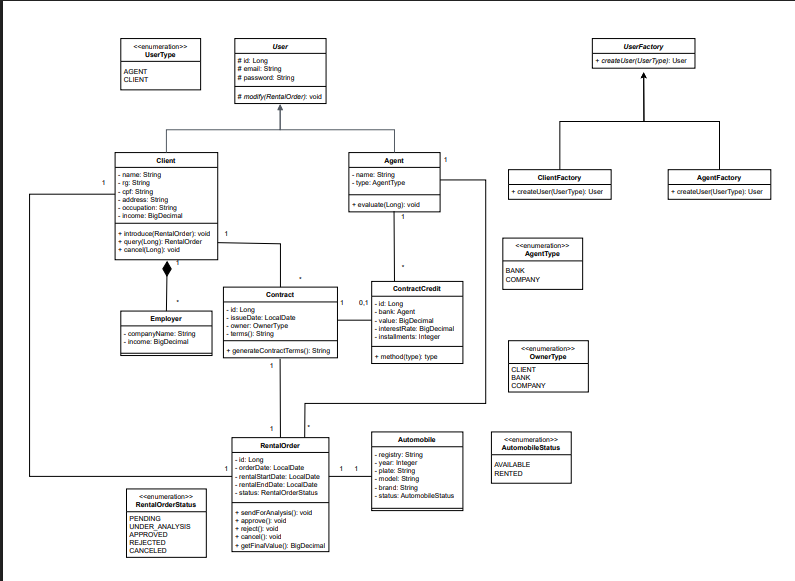 <<enumeration>>
UserType
AGENT
CLIENT
User
# id: Long
# email: String
# password: String
# modify(RentalOrder): void
UserFactory
+ createUser(UserType): User
Client
- name: String
- rg: String
- cpf: String
- address: String
- occupation: String
- income: BigDecimal
+ introduce(RentalOrder): void
+ query(Long): RentalOrder
+ cancel(Long): void
Agent
- name: String
- type: AgentType
+ evaluate(Long): void
ClientFactory
+ createUser(UserType): User
AgentFactory
+ createUser(UserType): User
1
1
1
1
1
*
*
*
<<enumeration>>
AgentType
BANK
COMPANY
Employer
- companyName: String
- income: BigDecimal
Contract
- id: Long
- issueDate: LocalDate
- owner: OwnerType
- terms(): String
+ generateContractTerms(): String
1
0,1
ContractCredit
- id: Long
- bank: Agent
- value: BigDecimal
- interestRate: BigDecimal
- installments: Integer
+ method(type): type
<<enumeration>>
OwnerType
CLIENT
BANK
COMPANY
1
1
*
1
RentalOrder
- id: Long
- orderDate: LocalDate
- rentalStartDate: LocalDate
- rentalEndDate: LocalDate
- status: RentalOrderStatus
+ sendForAnalysis(): void
+ approve(): void
+ reject(): void
+ cancel(): void
+ getFinalValue(): BigDecimal
1
1
Automobile
- registry: String
- year: Integer
- plate: String
- model: String
- brand: String
- status: AutomobileStatus
<<enumeration>>
AutomobileStatus
AVAILABLE
RENTED
<<enumeration>>
RentalOrderStatus
PENDING
UNDER_ANALYSIS
APPROVED
REJECTED
CANCELED